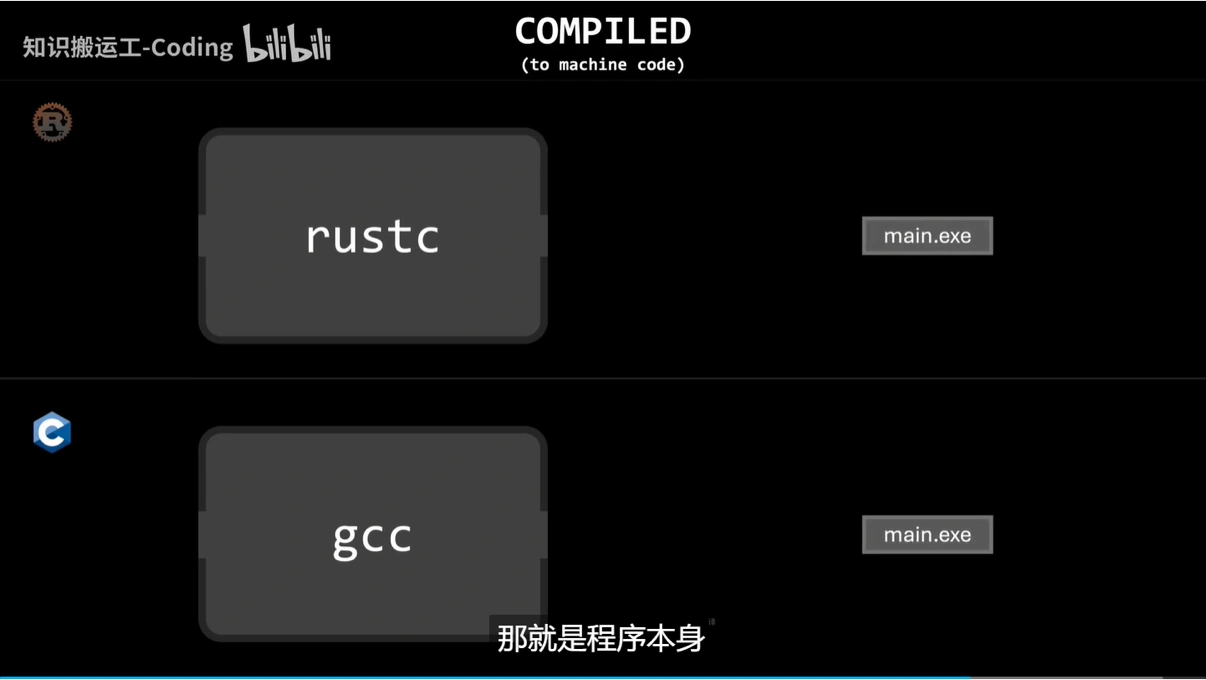 知识搬运工-Coding bilibili
COMPILED
(to machine code)
R
rustc
main.exe
C
gcc
main.exe
那就是程序本身